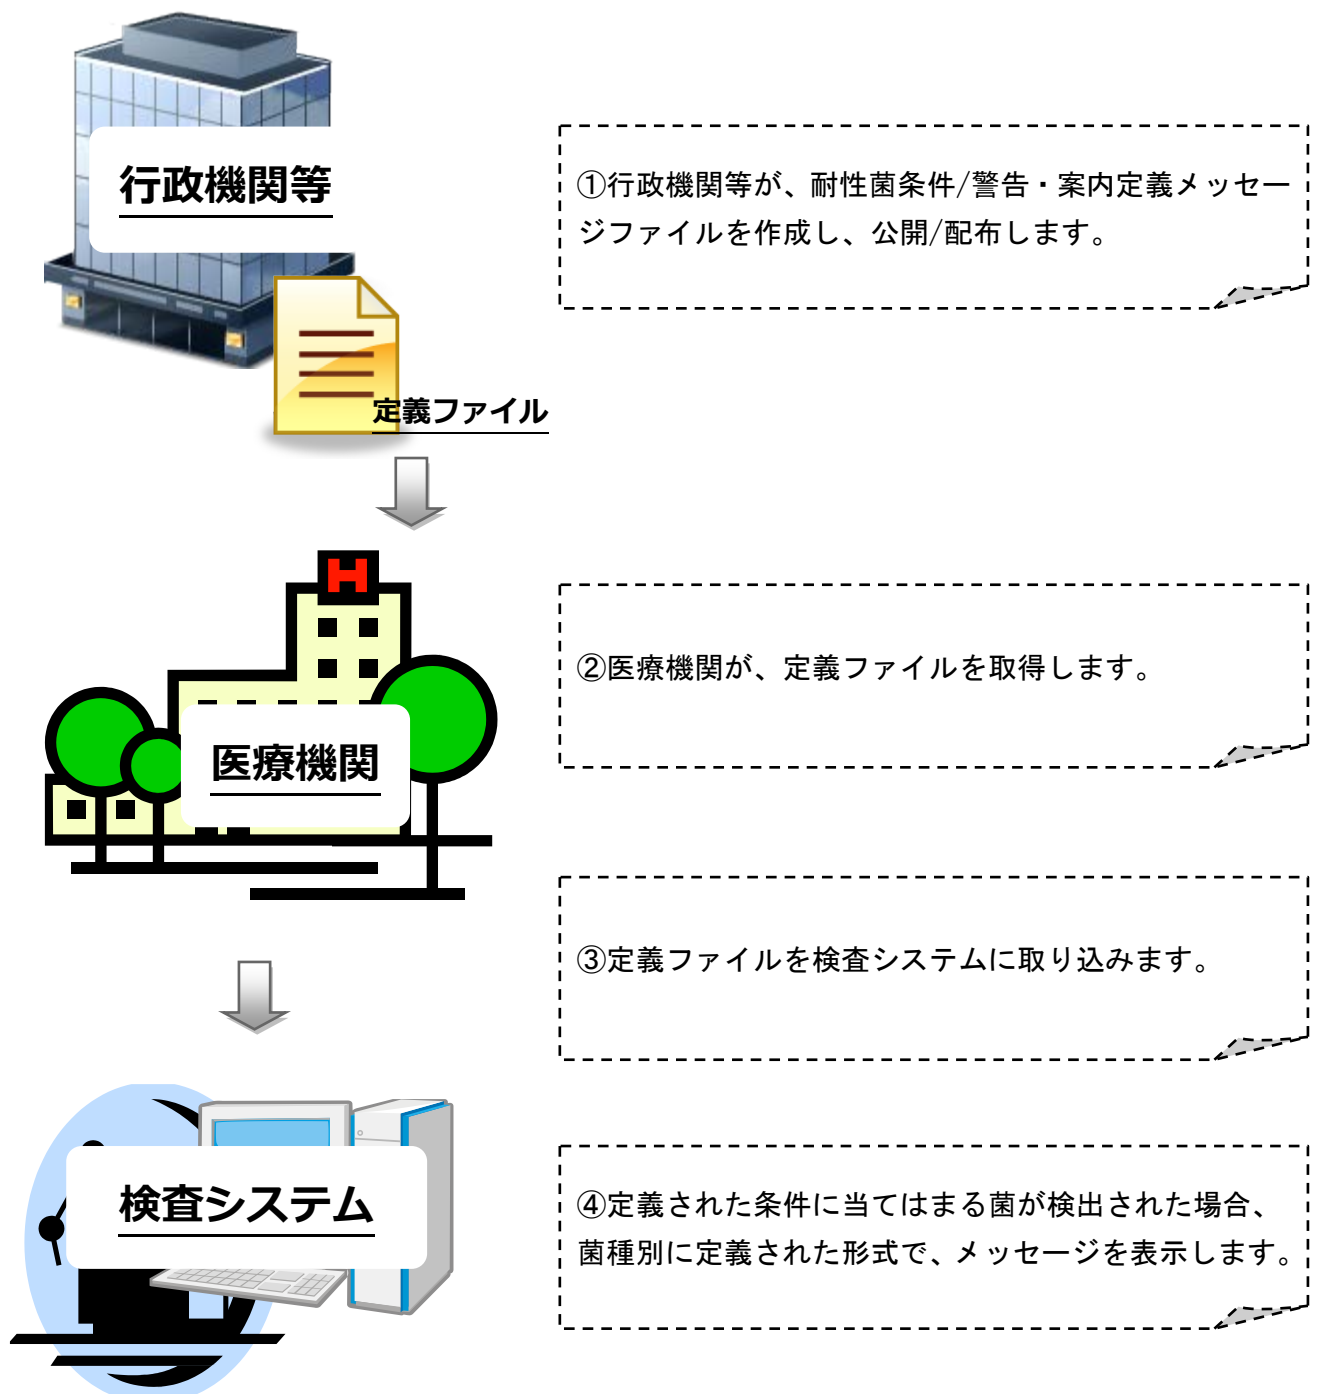 行政機関等
①行政機関等が、耐性菌条件/警告・案内定義メッセー
ジファイルを作成し、公開/配布します。
定義ファイル
②医療機関が、定義ファイルを取得します。
H
医療機関
③定義ファイルを検査システムに取り込みます。
検査システム
④定義された条件に当てはまる菌が検出された場合、
菌種別に定義された形式で、メッセージを表示します。